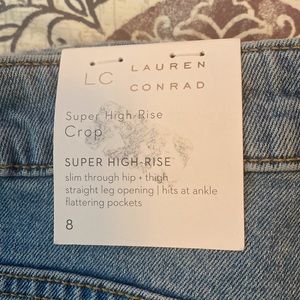 LC LAUREN
CONRAD
Super High-Rise
Crop
SUPER HIGH-RISE
slim through hip + thigh
straight leg opening | hits at ankle
flattering pockets
8